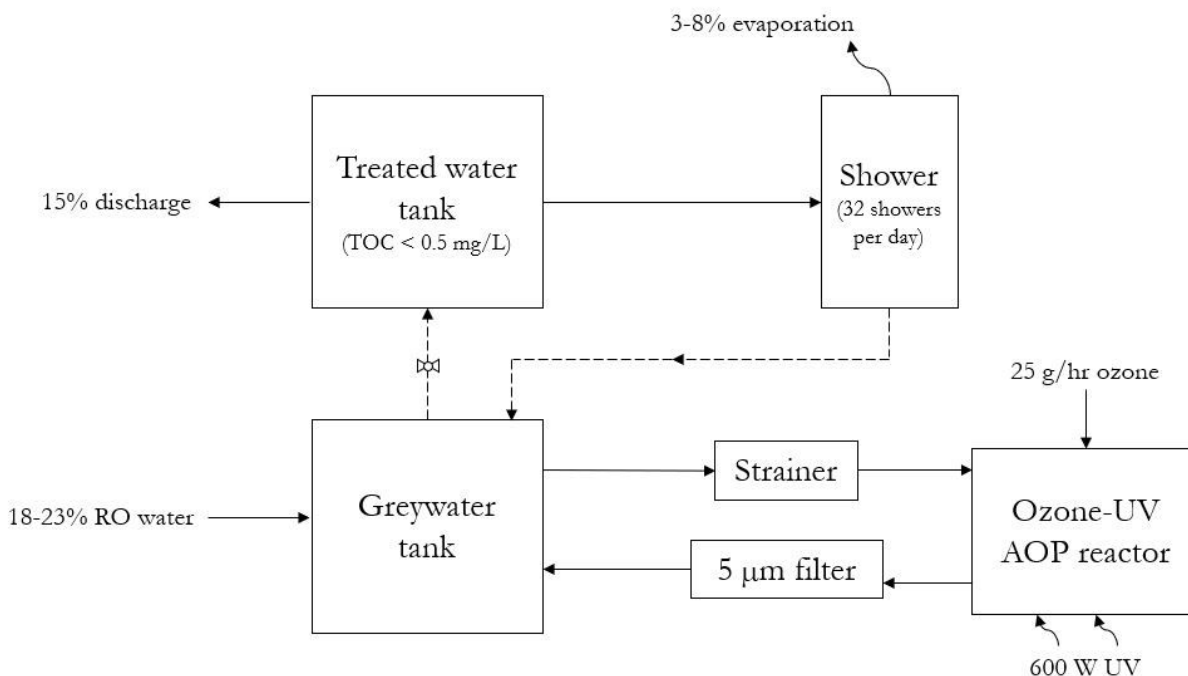 3-8% evaporation
Treated water
tank
(TOC < 0.5 mg/L)
15% discharge
Shower
(32 showers
per day)
25 g/hr ozone
Strainer
Greywater
tank
18-23% RO water
Ozone-UV
AOP reactor
5 μm filter
600 W UV